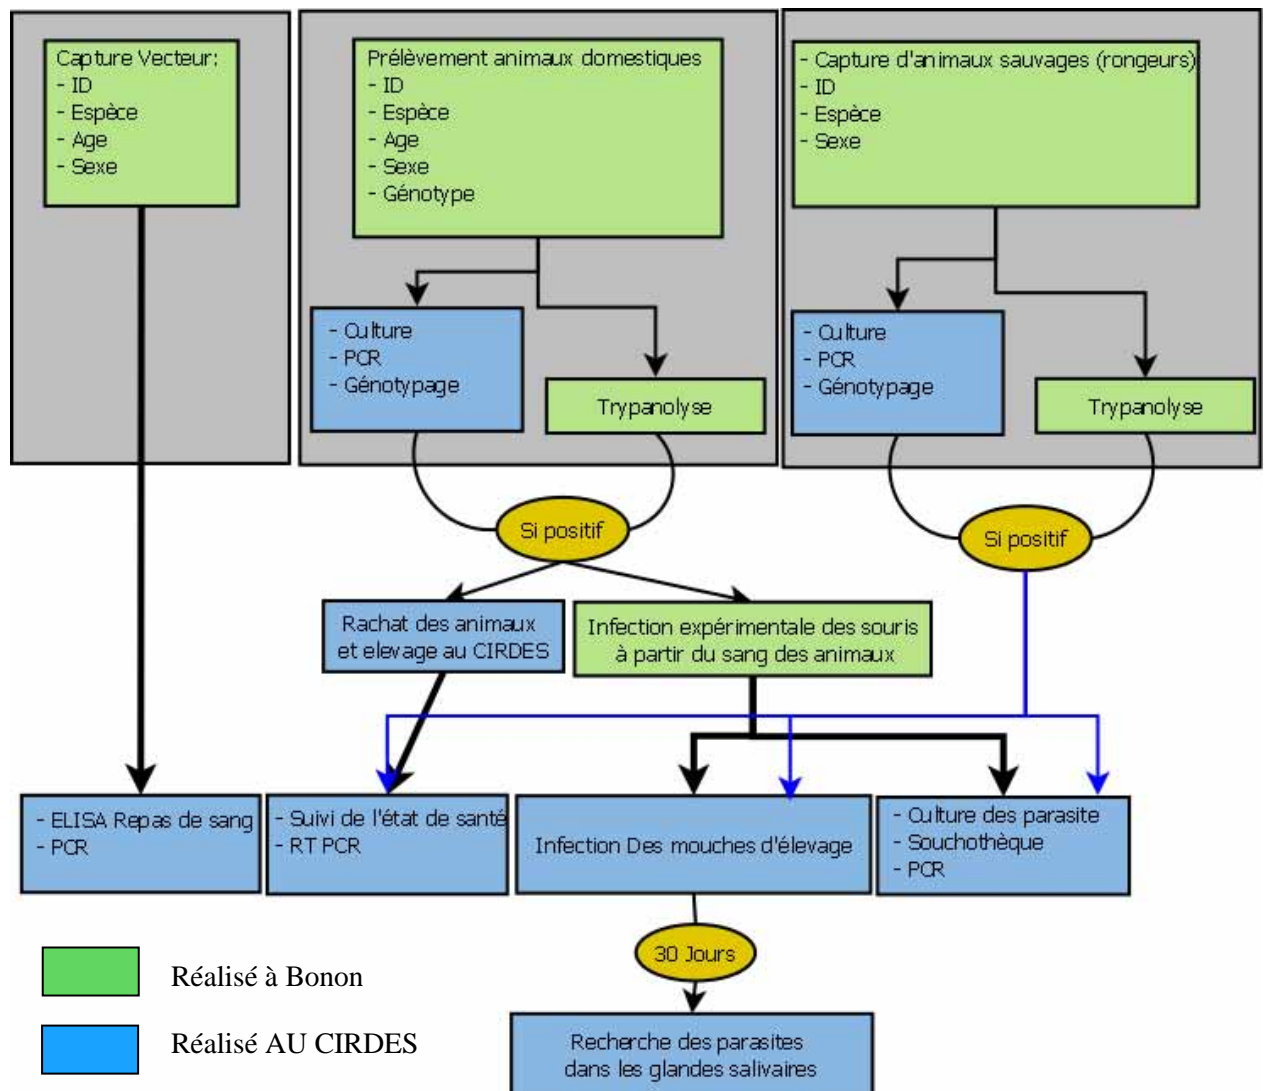 Capture Vecteur:
- ID
- Espèce
- Age
- Sexe
Prélèvement animaux domestiques
- ID
- Espèce
- Age
- Sexe
- Génotype
- Capture d'animaux sauvages (rongeurs)
- ID
- Espèce
- Sexe
- Culture
- PCR
- Génotypage
Trypanolyse
- Culture
- PCR
- Génotypage
Trypanolyse
Si positif
Si positif
Rachat des animaux
et elevage au CIRDES
Infection expérimentale des souris
à partir du sang des animaux
- ELISA Repas de sang
- PCR
- Suivi de l'état de santé
- RT PCR
Infection Des mouches d'élevage
- Culture des parasite
- Souchothèque
- PCR
30 Jours
Réalisé à Bonon
Réalisé AU CIRDES
Recherche des parasites
dans les glandes salivaires